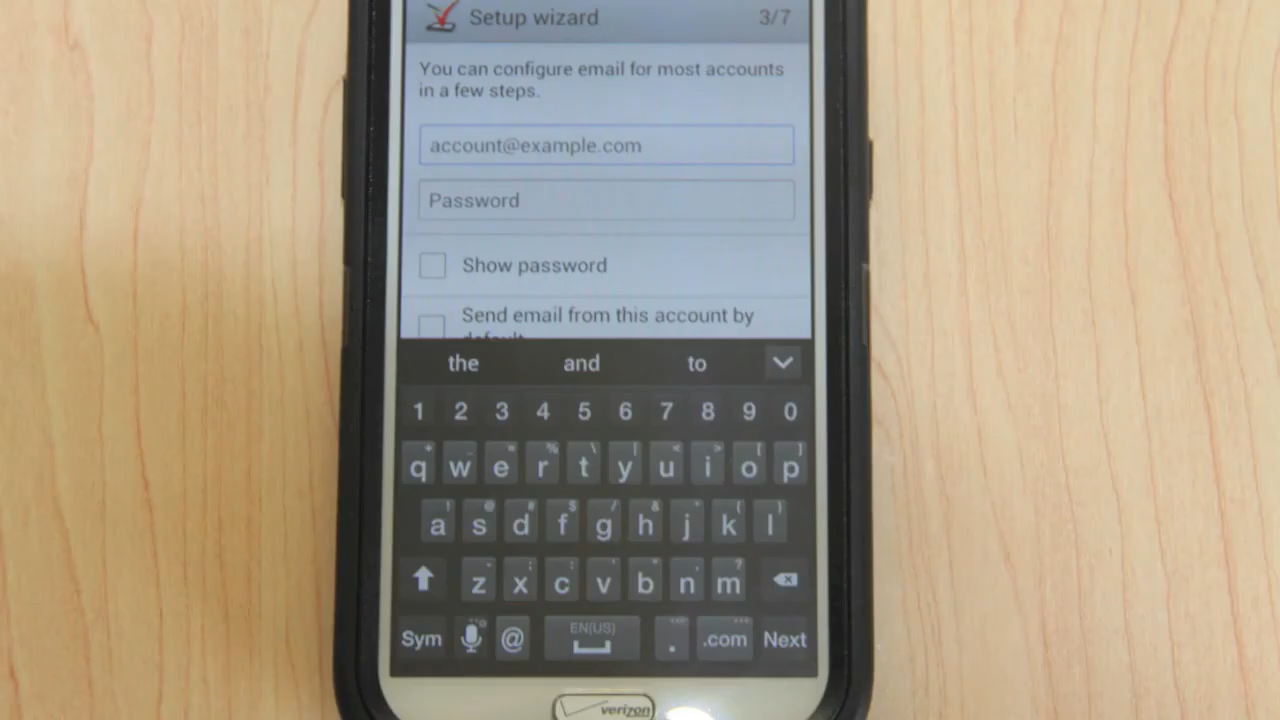 Setup wizard 3/7
You can configure email for most accounts
in a few steps.
account@example.com
Password
Show password
Send email from this account by
default
the and to
1 2 3 4 5 6 7 8 9 0
q w e r t y u i o p
a s d f g h j k l
z x c v b n m
EN(US)
Sym @ . .com Next
verizon